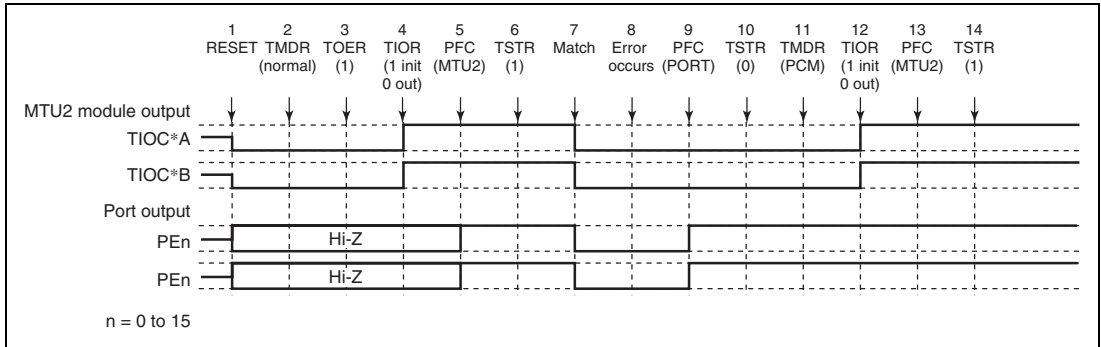 1 2 3 4 5 6 7 8 9 10 11 12 13 14
RESET TMDR TOER TIOR PFC TSTR Match Error PFC TSTR TMDR TIOR PFC TSTR
(normal) (1) (1 init (MTU2) (1) occurs (PORT) (0) (PCM) (1 init (MTU2) (1)
0 out) 0 out)
MTU2 module output
TIOC*A
TIOC*B
Port output
PEn Hi-Z
PEn Hi-Z
n = 0 to 15